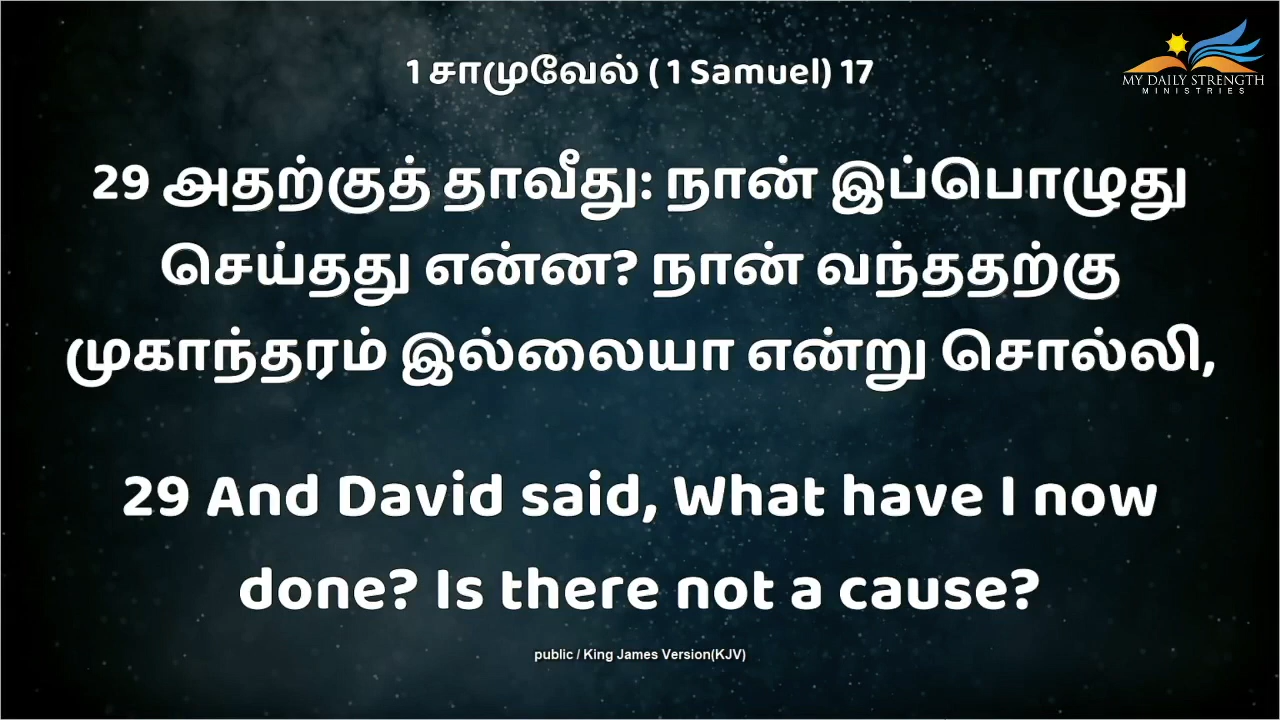 1 சாமுவேல் ( 1 Samuel) 17
MY DAILY STRENGTH
MINISTRIES
29 அதற்குத் தாவீது: நான் இப்பொழுது
செய்தது என்ன? நான் வந்ததற்கு
முகாந்தரம் இல்லையா என்று சொல்லி,
29 And David said, What have I now
done? Is there not a cause?
public / King James Version(KJV)